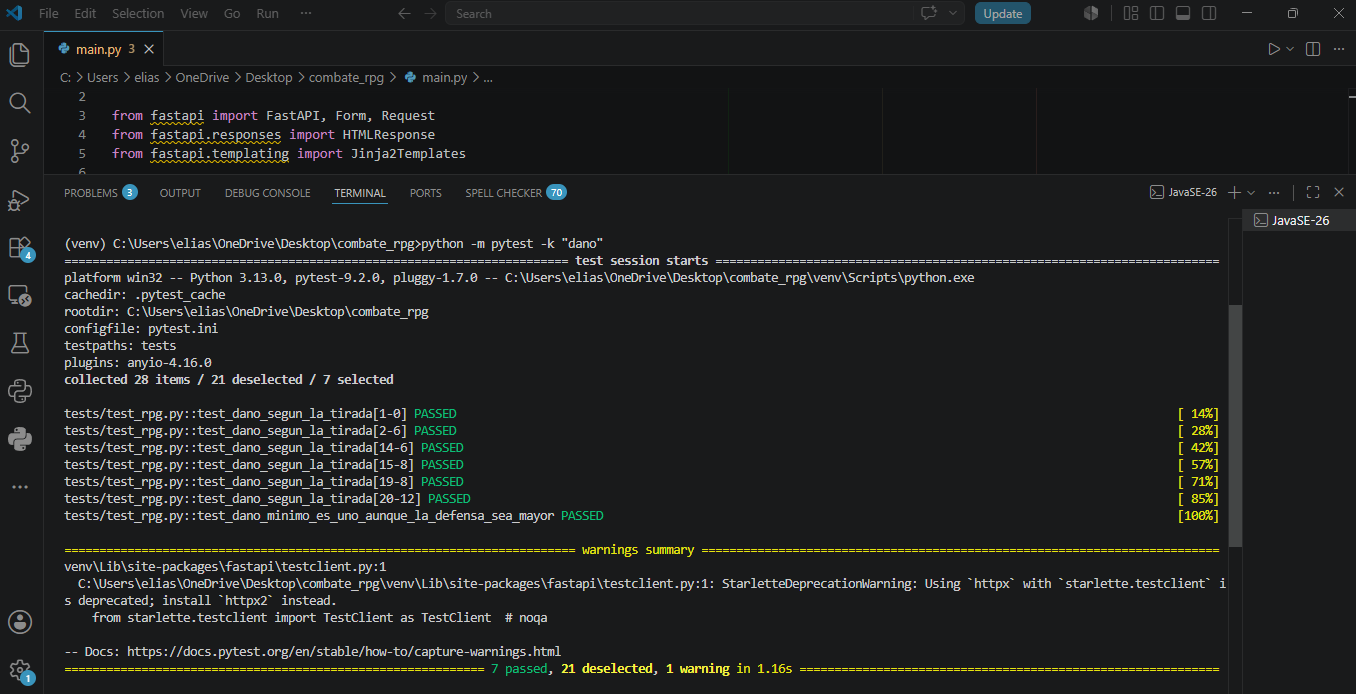 File Edit Selection View Go Run ··· Search Update
main.py 3
C: > Users > elias > OneDrive > Desktop > combate_rpg > main.py > ...
2
3 from fastapi import FastAPI, Form, Request
4 from fastapi.responses import HTMLResponse
5 from fastapi.templating import Jinja2Templates
6
PROBLEMS 3 OUTPUT DEBUG CONSOLE TERMINAL PORTS SPELL CHECKER 70 JavaSE-26
JavaSE-26
4
1
(venv) C:\Users\elias\OneDrive\Desktop\combate_rpg>python -m pytest -k "dano"
======================================================================== test session starts ========================================================================
platform win32 -- Python 3.13.0, pytest-9.2.0, pluggy-1.7.0 -- C:\Users\elias\OneDrive\Desktop\combate_rpg\venv\Scripts\python.exe
cachedir: .pytest_cache
rootdir: C:\Users\elias\OneDrive\Desktop\combate_rpg
configfile: pytest.ini
testpaths: tests
plugins: anyio-4.16.0
collected 28 items / 21 deselected / 7 selected
tests/test_rpg.py::test_dano_segun_la_tirada[1-0] PASSED [ 14%]
tests/test_rpg.py::test_dano_segun_la_tirada[2-6] PASSED [ 28%]
tests/test_rpg.py::test_dano_segun_la_tirada[14-6] PASSED [ 42%]
tests/test_rpg.py::test_dano_segun_la_tirada[15-8] PASSED [ 57%]
tests/test_rpg.py::test_dano_segun_la_tirada[19-8] PASSED [ 71%]
tests/test_rpg.py::test_dano_segun_la_tirada[20-12] PASSED [ 85%]
tests/test_rpg.py::test_dano_minimo_es_uno_aunque_la_defensa_sea_mayor PASSED [100%]
========================================================================= warnings summary ==========================================================================
venv\Lib\site-packages\fastapi\testclient.py:1
C:\Users\elias\OneDrive\Desktop\combate_rpg\venv\Lib\site-packages\fastapi\testclient.py:1: StarletteDeprecationWarning: Using `httpx` with `starlette.testclient` i
s deprecated; install `httpx2` instead.
from starlette.testclient import TestClient as TestClient # noqa
-- Docs: https://docs.pytest.org/en/stable/how-to/capture-warnings.html
============================================================ 7 passed, 21 deselected, 1 warning in 1.16s ============================================================